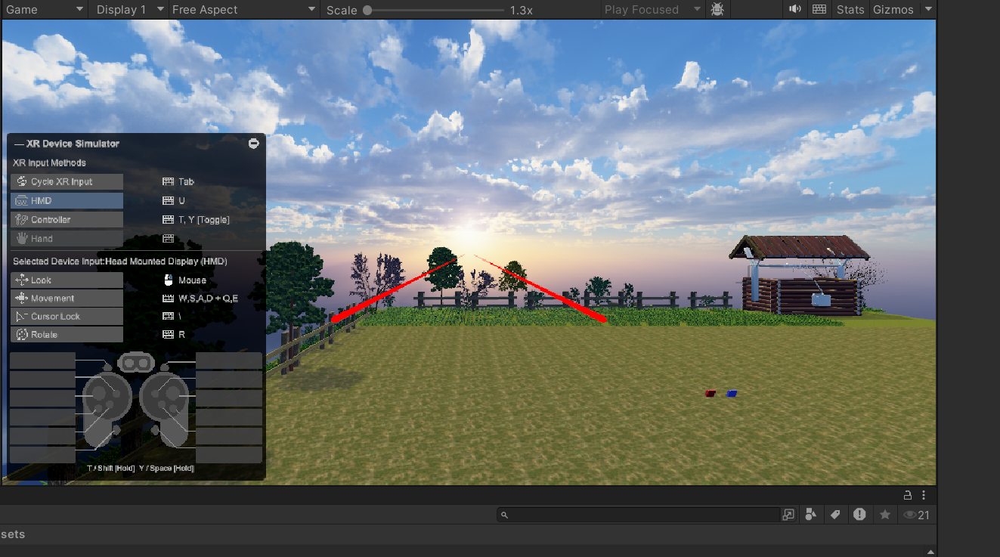 Game Display 1 Free Aspect Scale 1.3x Play Focused Stats Gizmos
— XR Device Simulator
XR Input Methods
Cycle XR Input Tab
HMD U
Controller T, Y [Toggle]
Hand
Selected Device Input:Head Mounted Display (HMD)
Look Mouse
Movement W,S,A,D + Q,E
Cursor Lock \
Rotate R
T / Shift [Hold] Y / Space [Hold]
21
sets